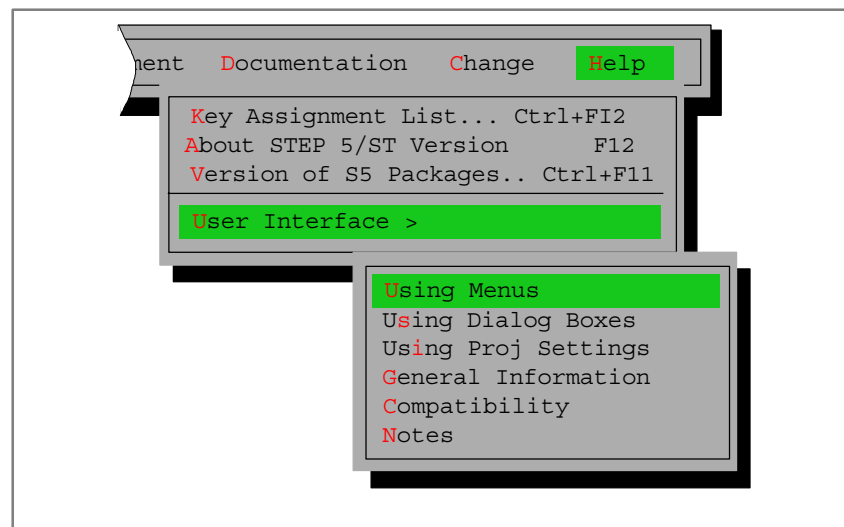 nent Documentation Change Help
Key Assignment List... Ctrl+FI2
About STEP 5/ST Version F12
Version of S5 Packages.. Ctrl+F11
User Interface >
Using Menus
Using Dialog Boxes
Using Proj Settings
General Information
Compatibility
Notes